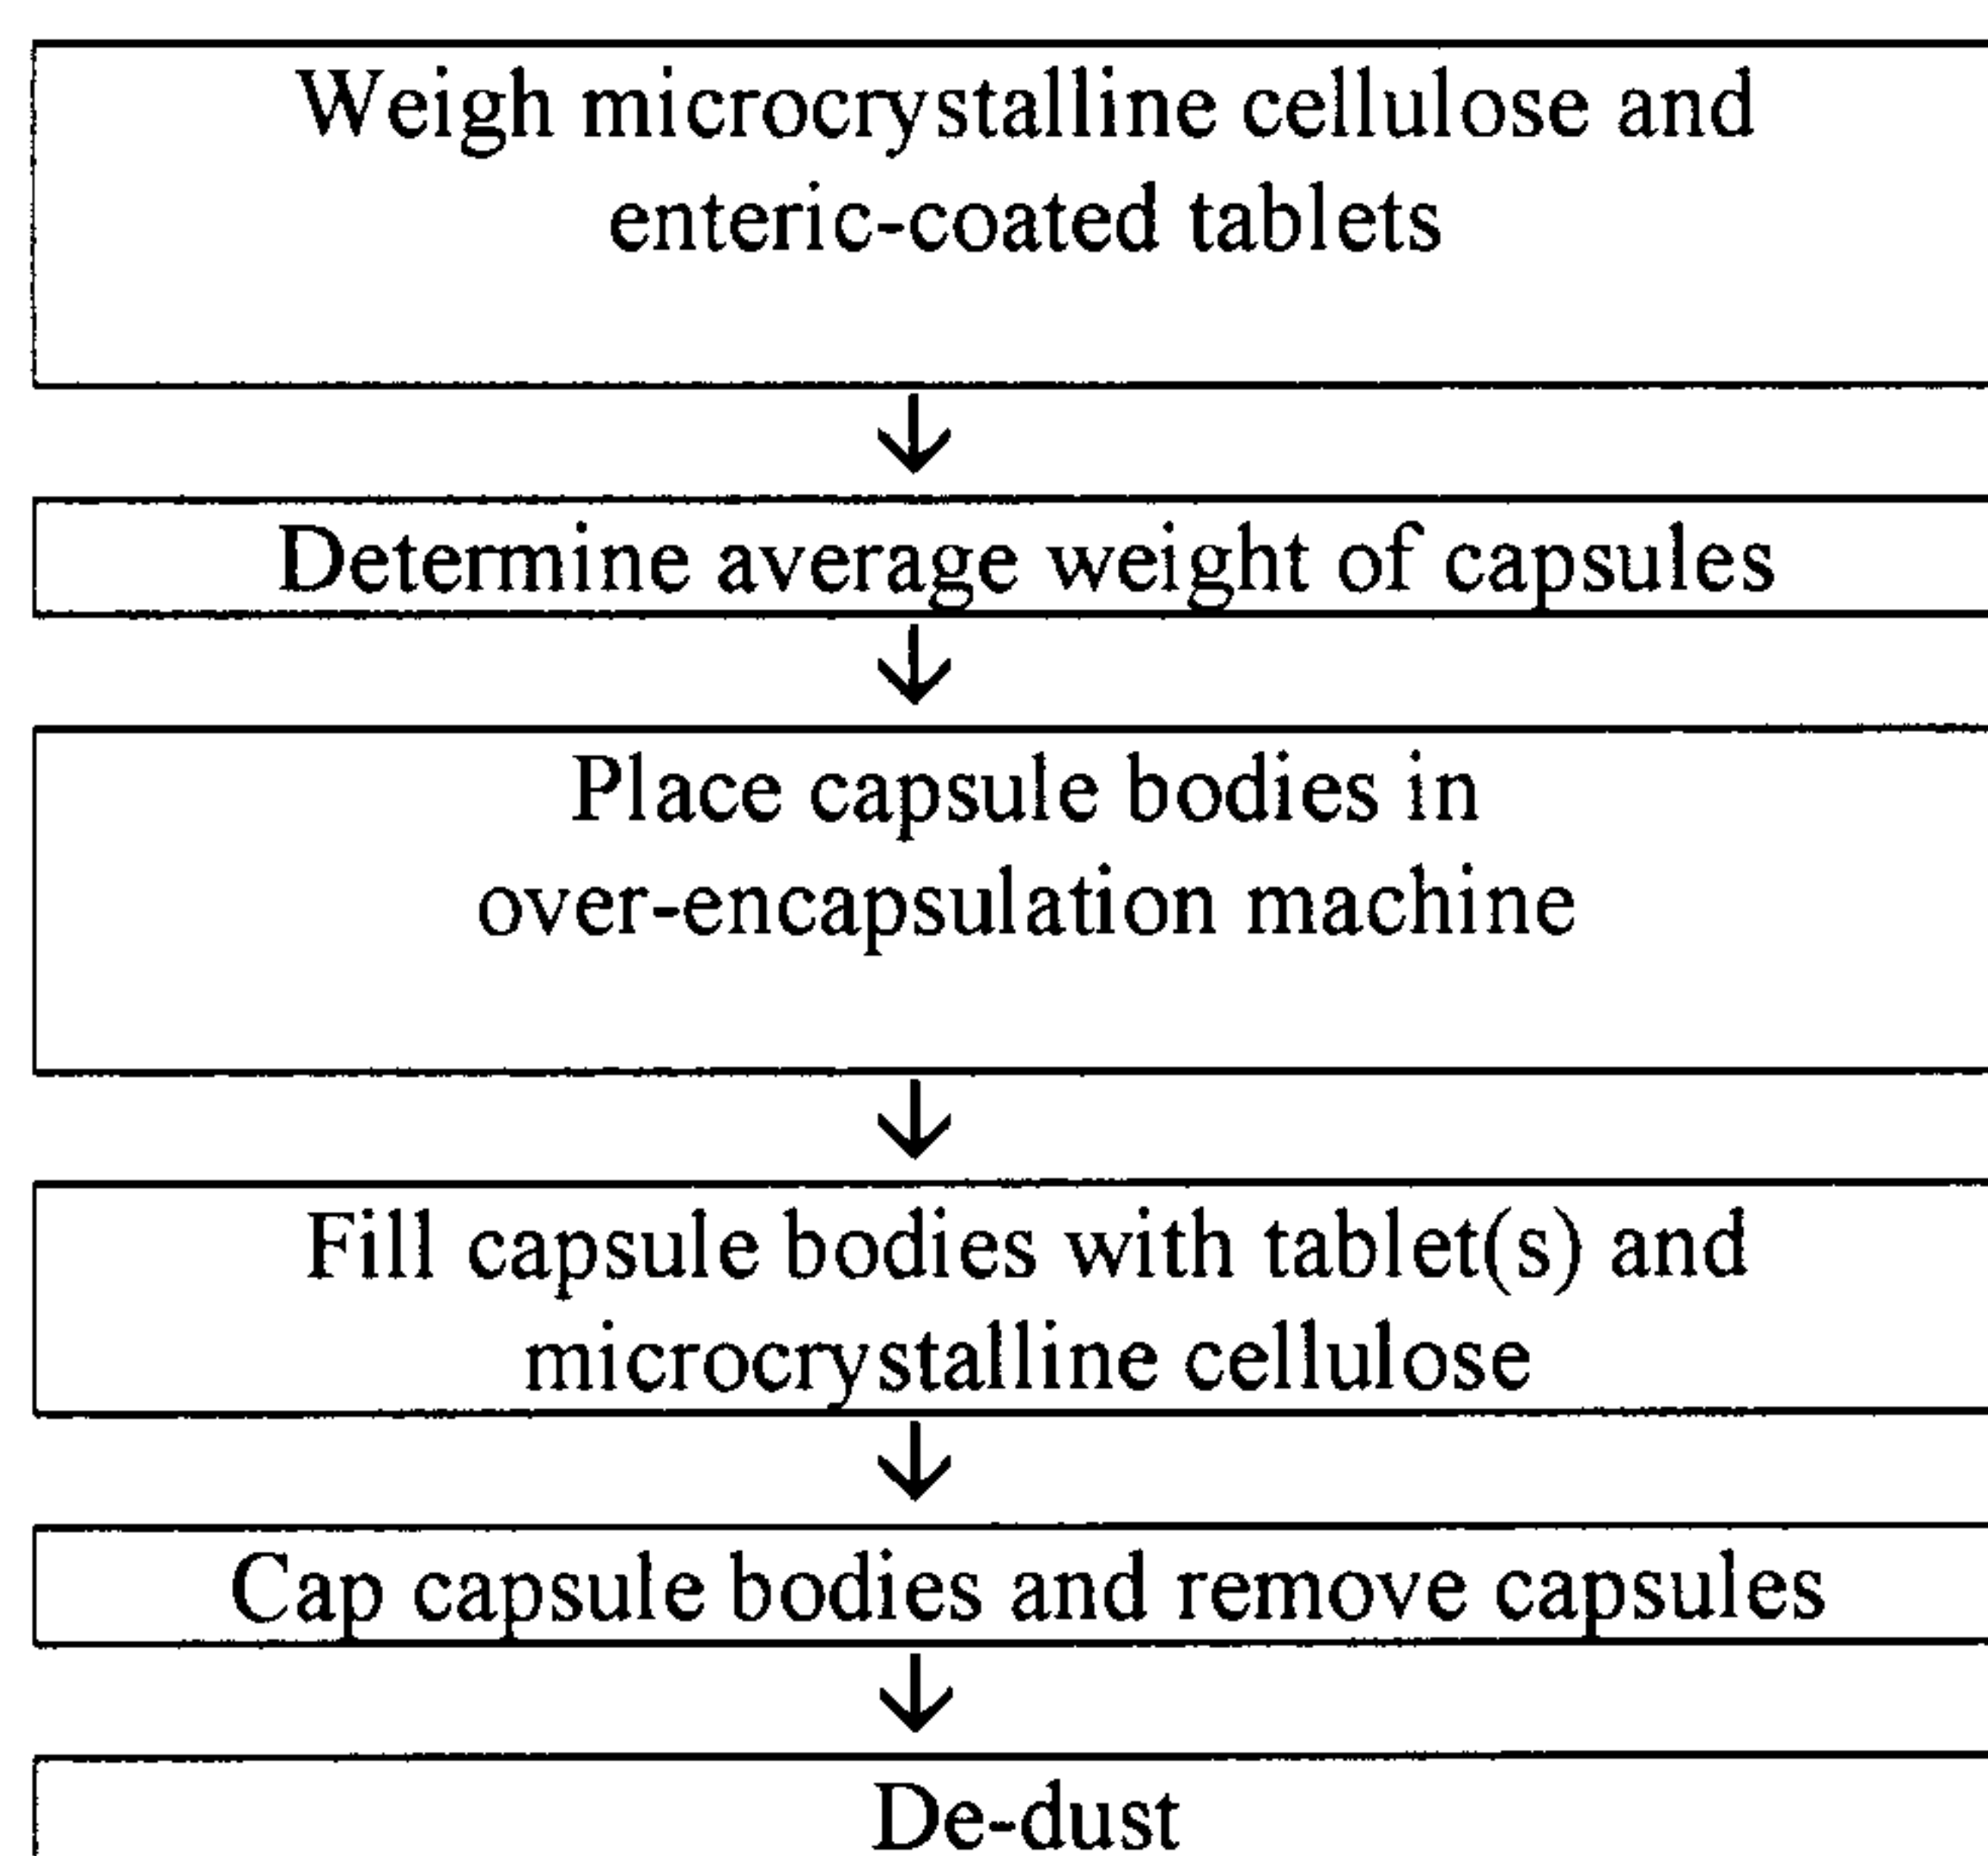 Weigh microcrystalline cellulose and
enteric-coated tablets
Determine average weight of capsules
Place capsule bodies in
over-encapsulation machine
Fill capsule bodies with tablet(s) and
microcrystalline cellulose
Cap capsule bodies and remove capsules
De-dust